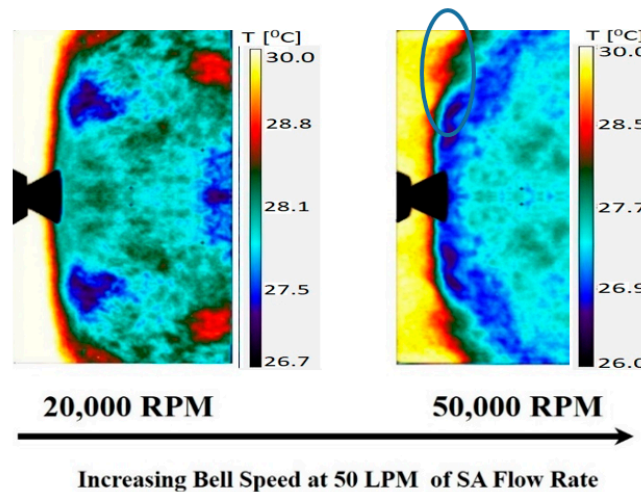 T [°C]
30.0
28.8
28.1
27.5
26.7
T [°C]
30.0
28.5
27.7
26.9
26.0
20,000 RPM
50,000 RPM
Increasing Bell Speed at 50 LPM of SA Flow Rate